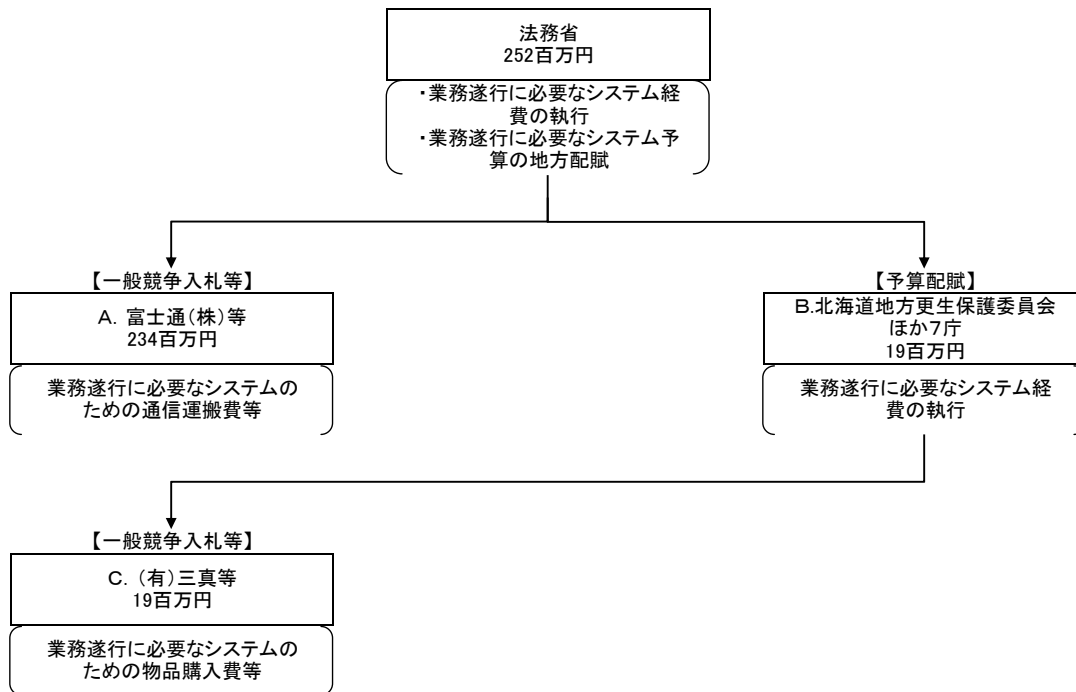 法務省
252百万円
・業務遂行に必要なシステム経
費の執行
・業務遂行に必要なシステム予
算の地方配賦
【一般競争入札等】
A. 富士通(株)等
234百万円
業務遂行に必要なシステムの
ための通信運搬費等
【予算配賦】
B.北海道地方更生保護委員会
ほか7庁
19百万円
業務遂行に必要なシステム経
費の執行
【一般競争入札等】
C. (有)三真等
19百万円
業務遂行に必要なシステムの
ための物品購入費等